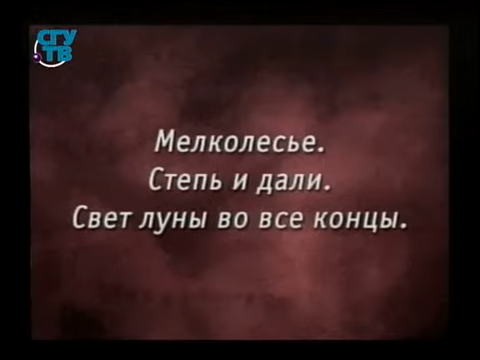 СГУ
ТВ
Мелколесье.
Степь и дали.
Свет луны во все концы.